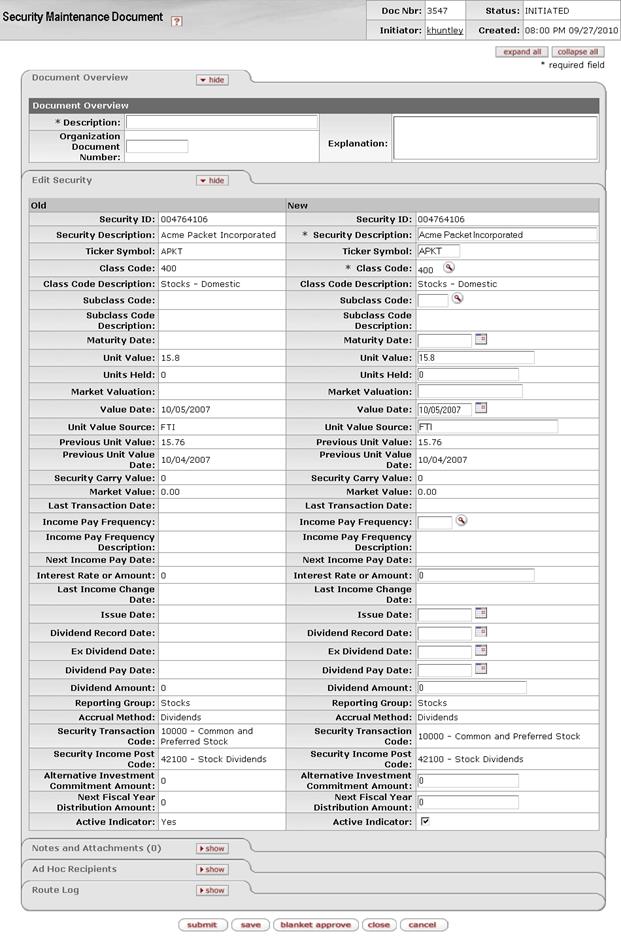 Security Maintenance Document ?
Doc Nbr: 3547 Status: INITIATED
Initiator: khuntley Created: 08:00 PM 09/27/2010
expand all collapse all
* required field
Document Overview hide
Document Overview
* Description:
Organization Document Number:
Explanation:
Edit Security hide
Old New
Security ID: 004764106 Security ID: 004764106
Security Description: Acme Packet Incorporated * Security Description: Acme Packet Incorporated
Ticker Symbol: APKT Ticker Symbol: APKT
Class Code: 400 * Class Code: 400
Class Code Description: Stocks - Domestic Class Code Description: Stocks - Domestic
Subclass Code: Subclass Code:
Subclass Code Description: Subclass Code Description:
Maturity Date: Maturity Date:
Unit Value: 15.8 Unit Value: 15.8
Units Held: 0 Units Held: 0
Market Valuation: Market Valuation:
Value Date: 10/05/2007 Value Date: 10/05/2007
Unit Value Source: FTI Unit Value Source: FTI
Previous Unit Value: 15.76 Previous Unit Value: 15.76
Previous Unit Value Date: 10/04/2007 Previous Unit Value Date: 10/04/2007
Security Carry Value: 0 Security Carry Value: 0
Market Value: 0.00 Market Value: 0.00
Last Transaction Date: Last Transaction Date:
Income Pay Frequency: Income Pay Frequency:
Income Pay Frequency Description: Income Pay Frequency Description:
Next Income Pay Date: Next Income Pay Date:
Interest Rate or Amount: 0 Interest Rate or Amount: 0
Last Income Change Date: Last Income Change Date:
Issue Date: Issue Date:
Dividend Record Date: Dividend Record Date:
Ex Dividend Date: Ex Dividend Date:
Dividend Pay Date: Dividend Pay Date:
Dividend Amount: 0 Dividend Amount: 0
Reporting Group: Stocks Reporting Group: Stocks
Accrual Method: Dividends Accrual Method: Dividends
Security Transaction Code: 10000 - Common and Preferred Stock Security Transaction Code: 10000 - Common and Preferred Stock
Security Income Post Code: 42100 - Stock Dividends Security Income Post Code: 42100 - Stock Dividends
Alternative Investment Commitment Amount: 0 Alternative Investment Commitment Amount: 0
Next Fiscal Year Distribution Amount: 0 Next Fiscal Year Distribution Amount: 0
Active Indicator: Yes Active Indicator:
Notes and Attachments (0) show
Ad Hoc Recipients show
Route Log show
submit save blanket approve close cancel